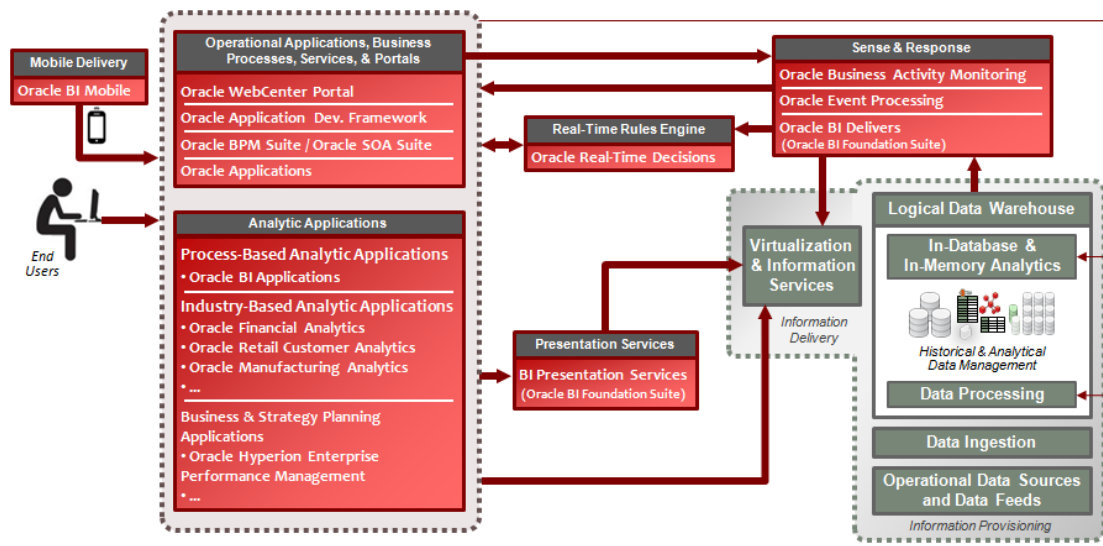 Mobile Delivery
Oracle BI Mobile
End
Users
Operational Applications, Business
Processes, Services, & Portals
Oracle WebCenter Portal
Oracle Application Dev. Framework
Oracle BPM Suite / Oracle SOA Suite
Oracle Applications
Analytic Applications
Process-Based Analytic Applications
• Oracle BI Applications
Industry-Based Analytic Applications
• Oracle Financial Analytics
• Oracle Retail Customer Analytics
• Oracle Manufacturing Analytics
• ...
Business & Strategy Planning
Applications
• Oracle Hyperion Enterprise
Performance Management
• ...
Real-Time Rules Engine
Oracle Real-Time Decisions
Presentation Services
BI Presentation Services
(Oracle BI Foundation Suite)
Sense & Response
Oracle Business Activity Monitoring
Oracle Event Processing
Oracle BI Delivers
(Oracle BI Foundation Suite)
Virtualization
& Information
Services
Information
Delivery
Logical Data Warehouse
In-Database &
In-Memory Analytics
Historical & Analytical
Data Management
Data Processing
Data Ingestion
Operational Data Sources
and Data Feeds
Information Provisioning